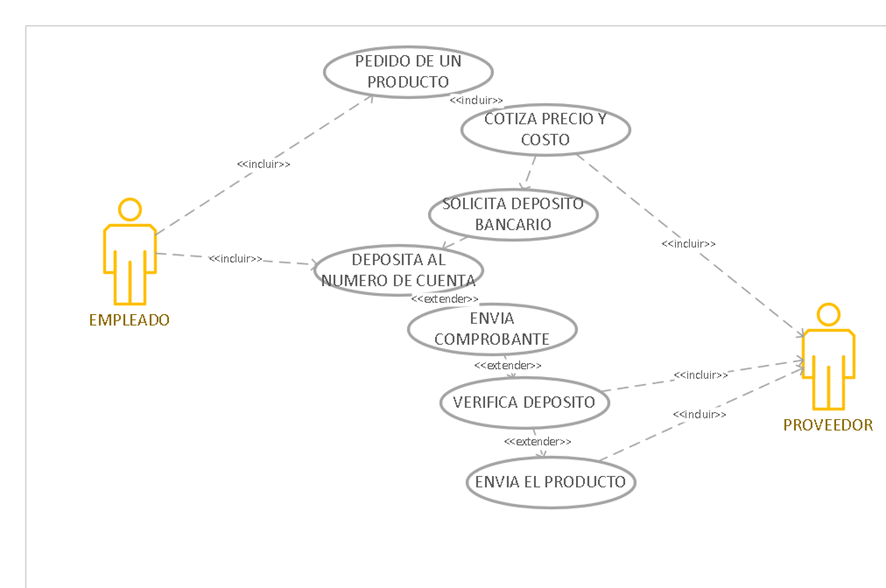 PEDIDO DE UN
PRODUCTO
<<incluir>>
COTIZA PRECIO Y
COSTO
<<incluir>>
SOLICITA DEPOSITO
BANCARIO
<<incluir>>
<<incluir>>
DEPOSITA AL
NUMERO DE CUENTA
<<extender>>
EMPLEADO
ENVIA
COMPROBANTE
<<extender>>
<<incluir>>
VERIFICA DEPOSITO
<<incluir>>
PROVEEDOR
<<extender>>
ENVIA EL PRODUCTO